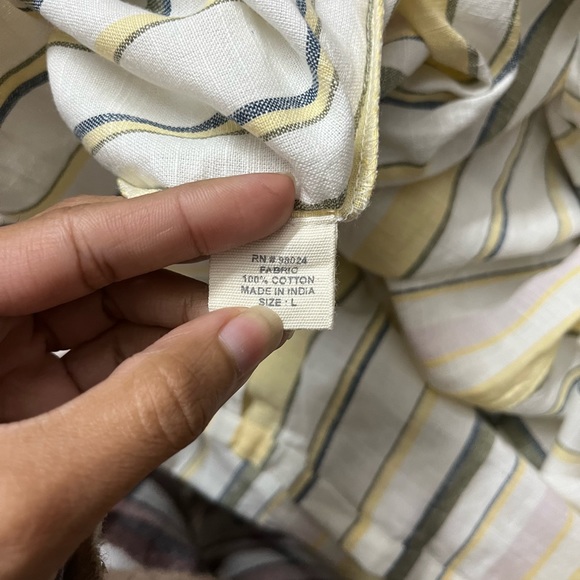 RN # 98024
FABRIC
100% COTTON
MADE IN INDIA
SIZE : L